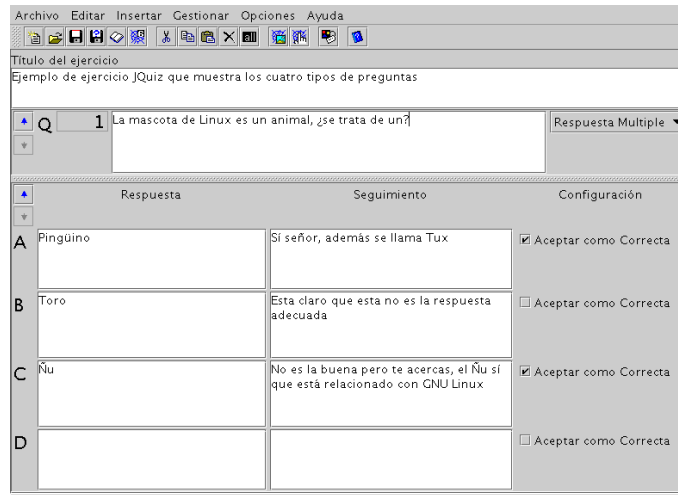 Archivo Editar Insertar Gestionar Opciones Ayuda
Título del ejercicio
Ejemplo de ejercicio JQuiz que muestra los cuatro tipos de preguntas
Q 1 La mascota de Linux es un animal, ¿se trata de un? Respuesta Multiple
Respuesta Seguimiento Configuración
A Pingüino Sí señor, además se llama Tux Aceptar como Correcta
B Toro Esta claro que esta no es la respuesta
adecuada Aceptar como Correcta
C Ñu No es la buena pero te acercas, el Ñu sí
que está relacionado con GNU Linux Aceptar como Correcta
D Aceptar como Correcta